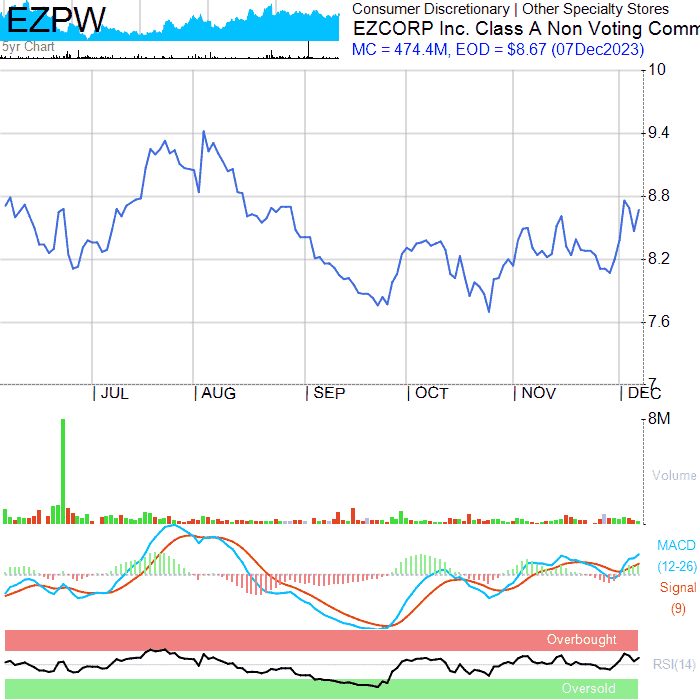 EZPW
5yr Chart
Consumer Discretionary | Other Specialty Stores
EZCORP Inc. Class A Non Voting Comm
MC = 474.4M, EOD = $8.67 (07Dec2023)
10
9.4
8.8
8.2
7.6
7
JUL AUG SEP OCT NOV DEC
8M
Volume
MACD
(12-26)
Signal
(9)
Overbought
RSI(14)
Oversold